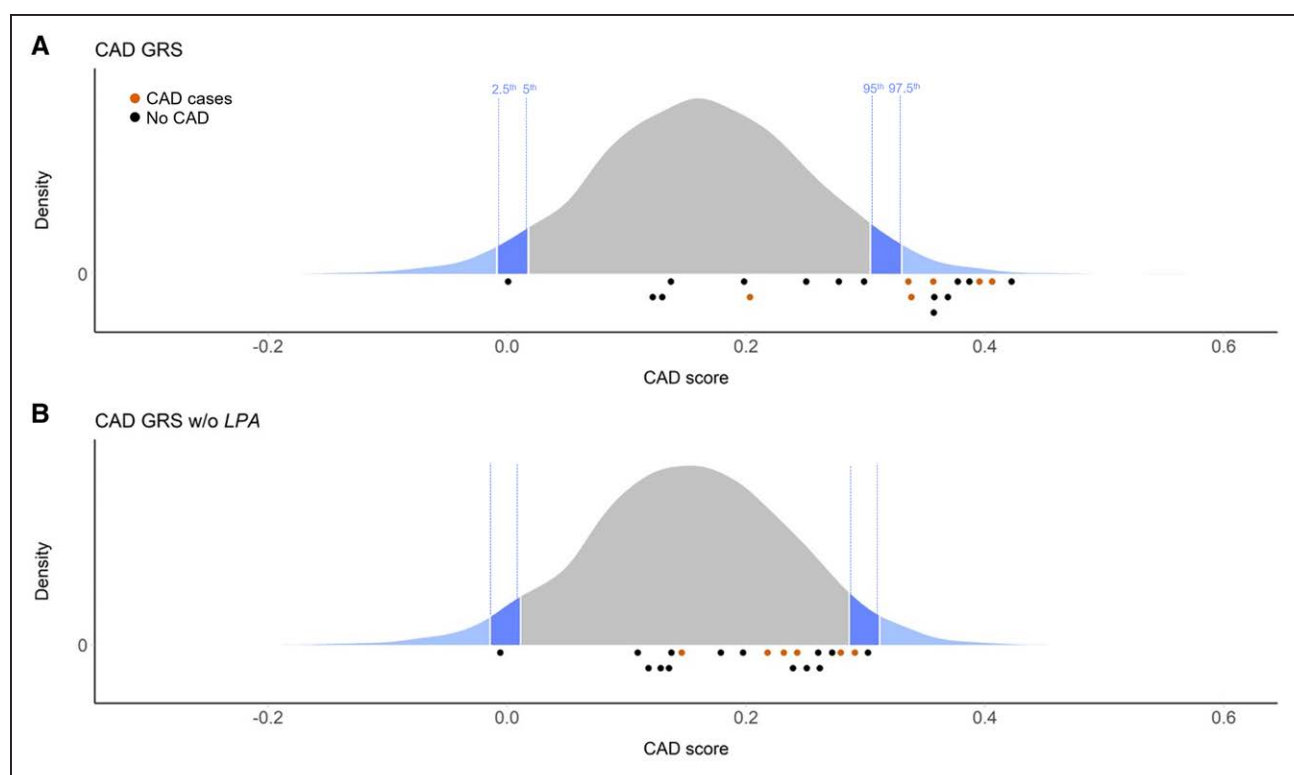 A
CAD GRS
CAD cases
No CAD
2.5th 5th
95th 97.5th
Density
0
-0.2 0.0 0.2 0.4 0.6
CAD score
B
CAD GRS w/o LPA
Density
0
-0.2 0.0 0.2 0.4 0.6
CAD score